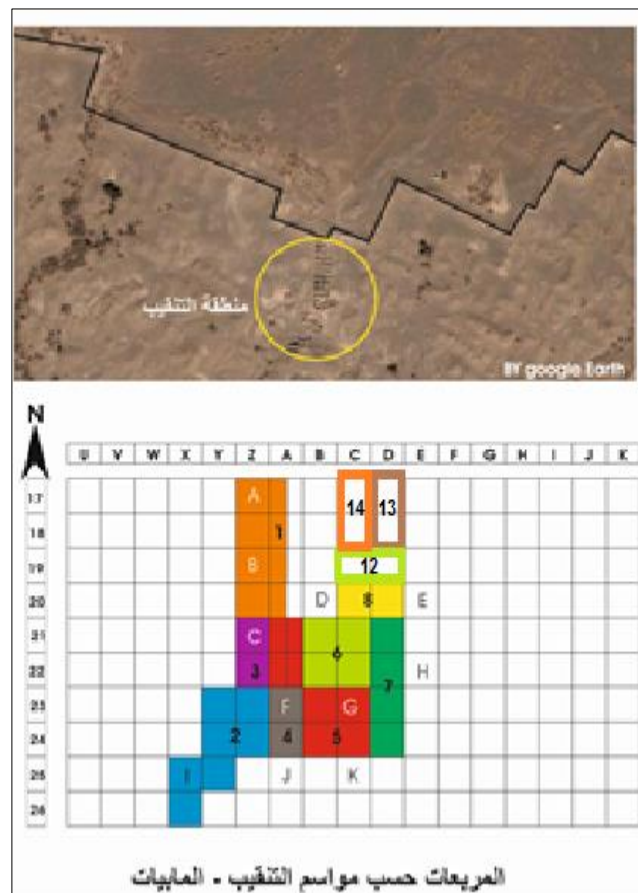 منطقة التنقيب
BY google Earth
N
U V W X Y Z A B C D E F G H I J K
17 A 14 13
18 1
19 B 12
20 D 8 E
21 C 6
22 3 H
23 F G 7
24 2 4 5
25 I J K
26
المربعات حسب مواسم التنقيب - المابيات